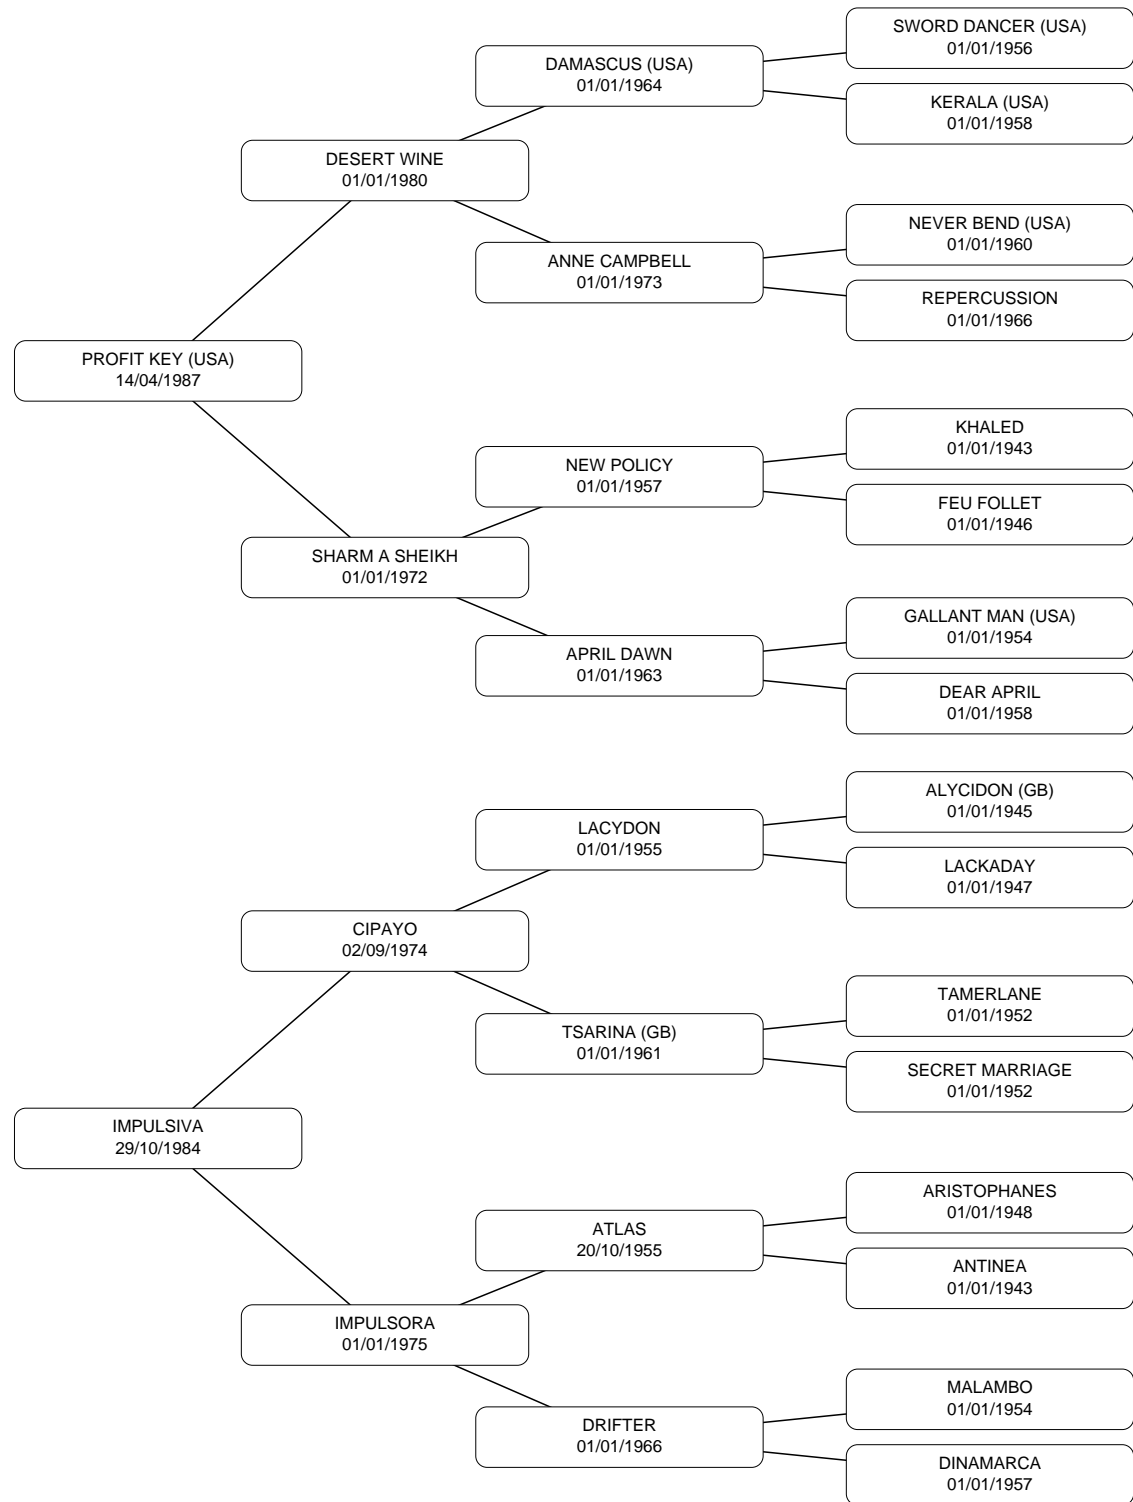 SWORD DANCER (USA)
01/01/1956
DAMASCUS (USA)
01/01/1964
KERALA (USA)
01/01/1958
DESERT WINE
01/01/1980
NEVER BEND (USA)
01/01/1960
ANNE CAMPBELL
01/01/1973
REPERCUSSION
01/01/1966
PROFIT KEY (USA)
14/04/1987
KHALED
01/01/1943
NEW POLICY
01/01/1957
FEU FOLLET
01/01/1946
SHARM A SHEIKH
01/01/1972
GALLANT MAN (USA)
01/01/1954
APRIL DAWN
01/01/1963
DEAR APRIL
01/01/1958
ALYCIDON (GB)
01/01/1945
LACYDON
01/01/1955
LACKADAY
01/01/1947
CIPAYO
02/09/1974
TAMERLANE
01/01/1952
TSARINA (GB)
01/01/1961
SECRET MARRIAGE
01/01/1952
IMPULSIVA
29/10/1984
ARISTOPHANES
01/01/1948
ATLAS
20/10/1955
ANTINEA
01/01/1943
IMPULSORA
01/01/1975
MALAMBO
01/01/1954
DRIFTER
01/01/1966
DINAMARCA
01/01/1957